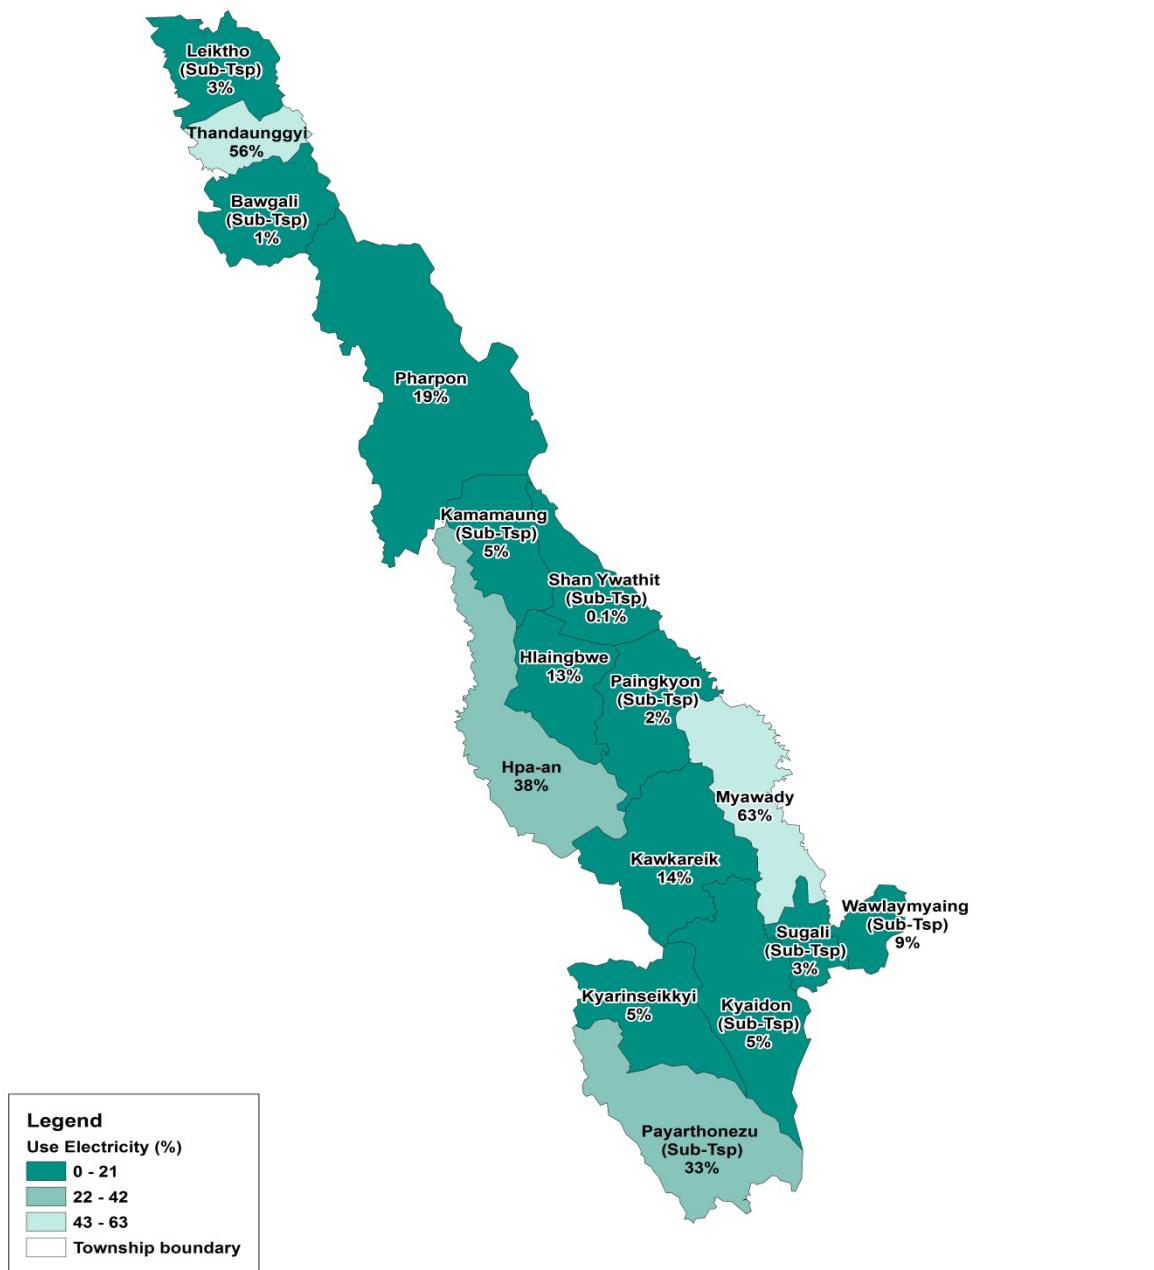 Leiktho
(Sub-Tsp)
3%
Thandaunggyi
56%
Bawgali
(Sub-Tsp)
1%
Pharpon
19%
Kamamaung
(Sub-Tsp)
5%
Shan Ywathit
(Sub-Tsp)
0.1%
Hlaingbwe
13%
Paingkyon
(Sub-Tsp)
2%
Hpa-an
38%
Myawady
63%
Kawkareik
14%
Wawlaymyaing
(Sub-Tsp)
9%
Sugali
(Sub-Tsp)
3%
Kyarinseikkyi
5%
Kyaidon
(Sub-Tsp)
5%
Payarthonezu
(Sub-Tsp)
33%
Legend
Use Electricity (%)
0 - 21
22 - 42
43 - 63
Township boundary